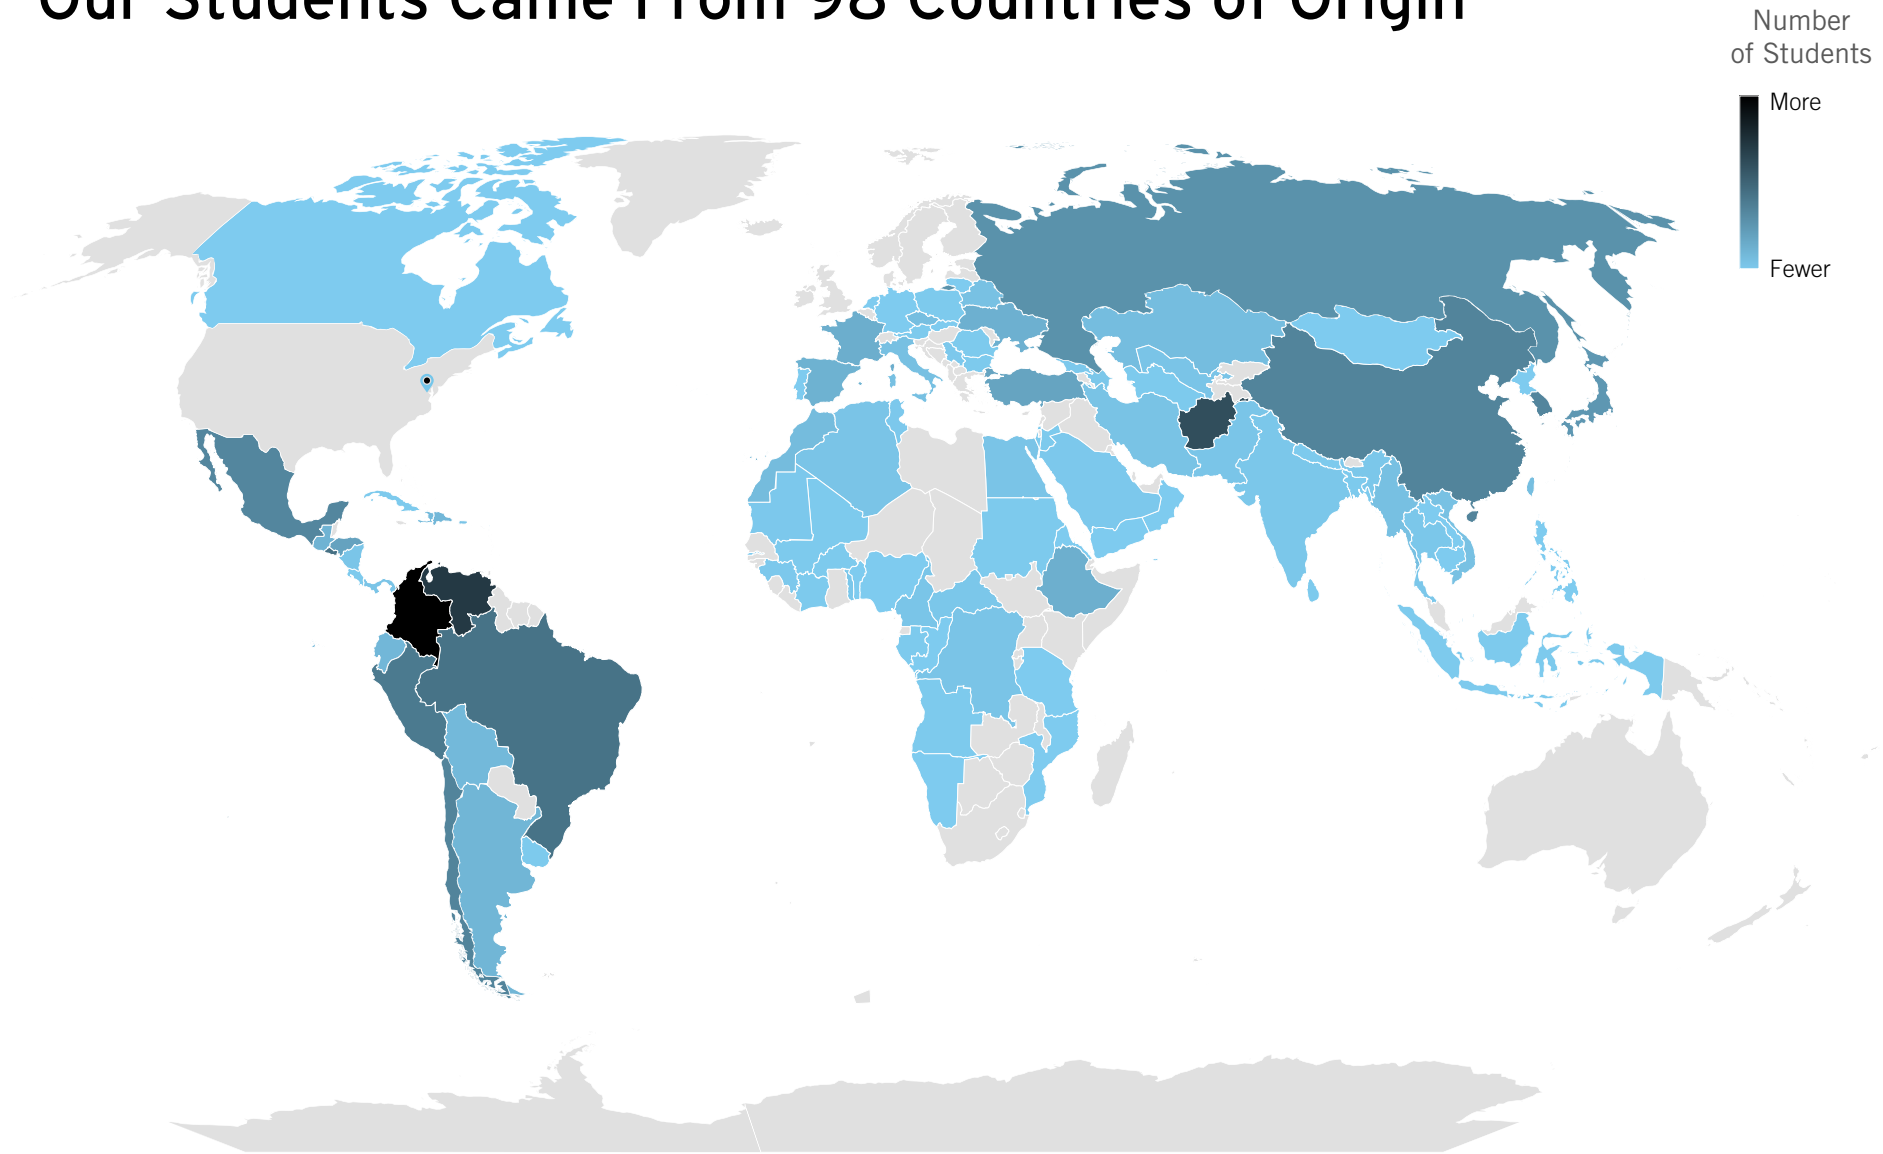 Our Students Came From 98 Countries of Origin
Number
of Students
More
Fewer